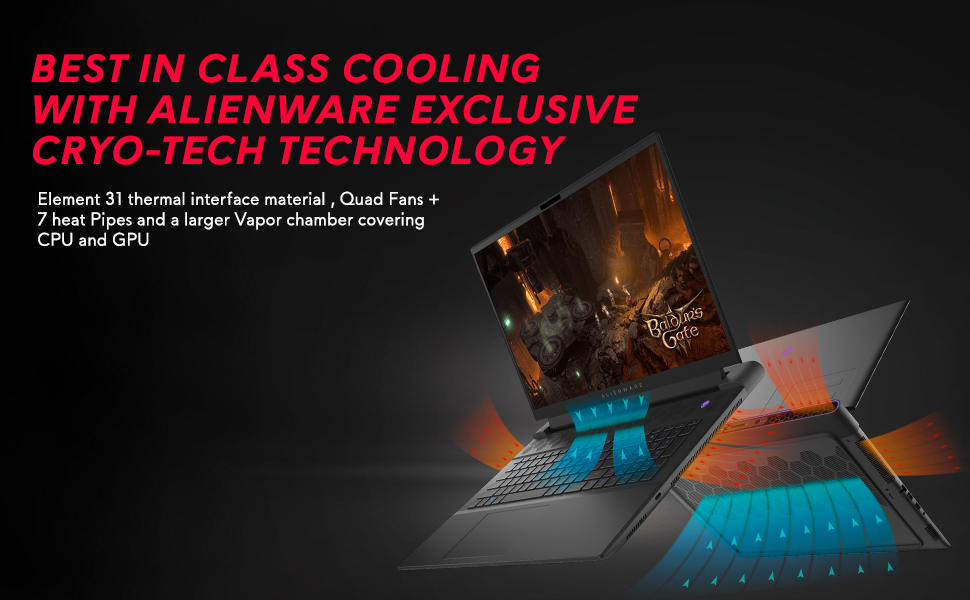 BEST IN CLASS COOLING
WITH ALIENWARE EXCLUSIVE
CRYO-TECH TECHNOLOGY
Element 31 thermal interface material , Quad Fans +
7 heat Pipes and a larger Vapor chamber covering
CPU and GPU
Baldur's
Gate
III
ALIENWARE